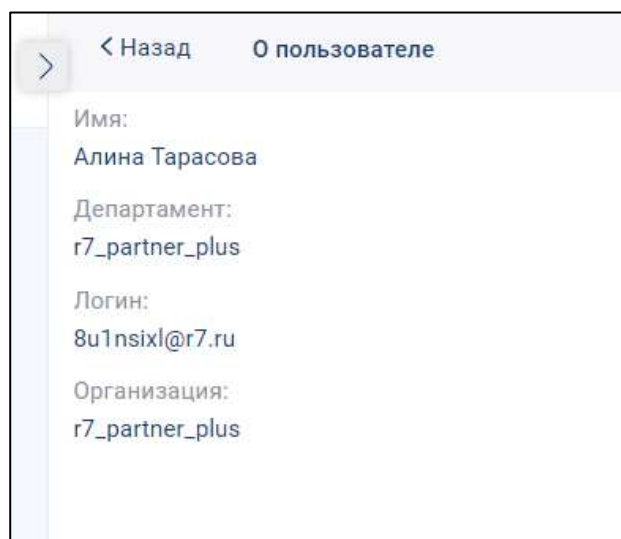 Назад О пользователе
Имя:
Алина Тарасова
Департамент:
r7_partner_plus
Логин:
8u1nsixl@r7.ru
Организация:
r7_partner_plus